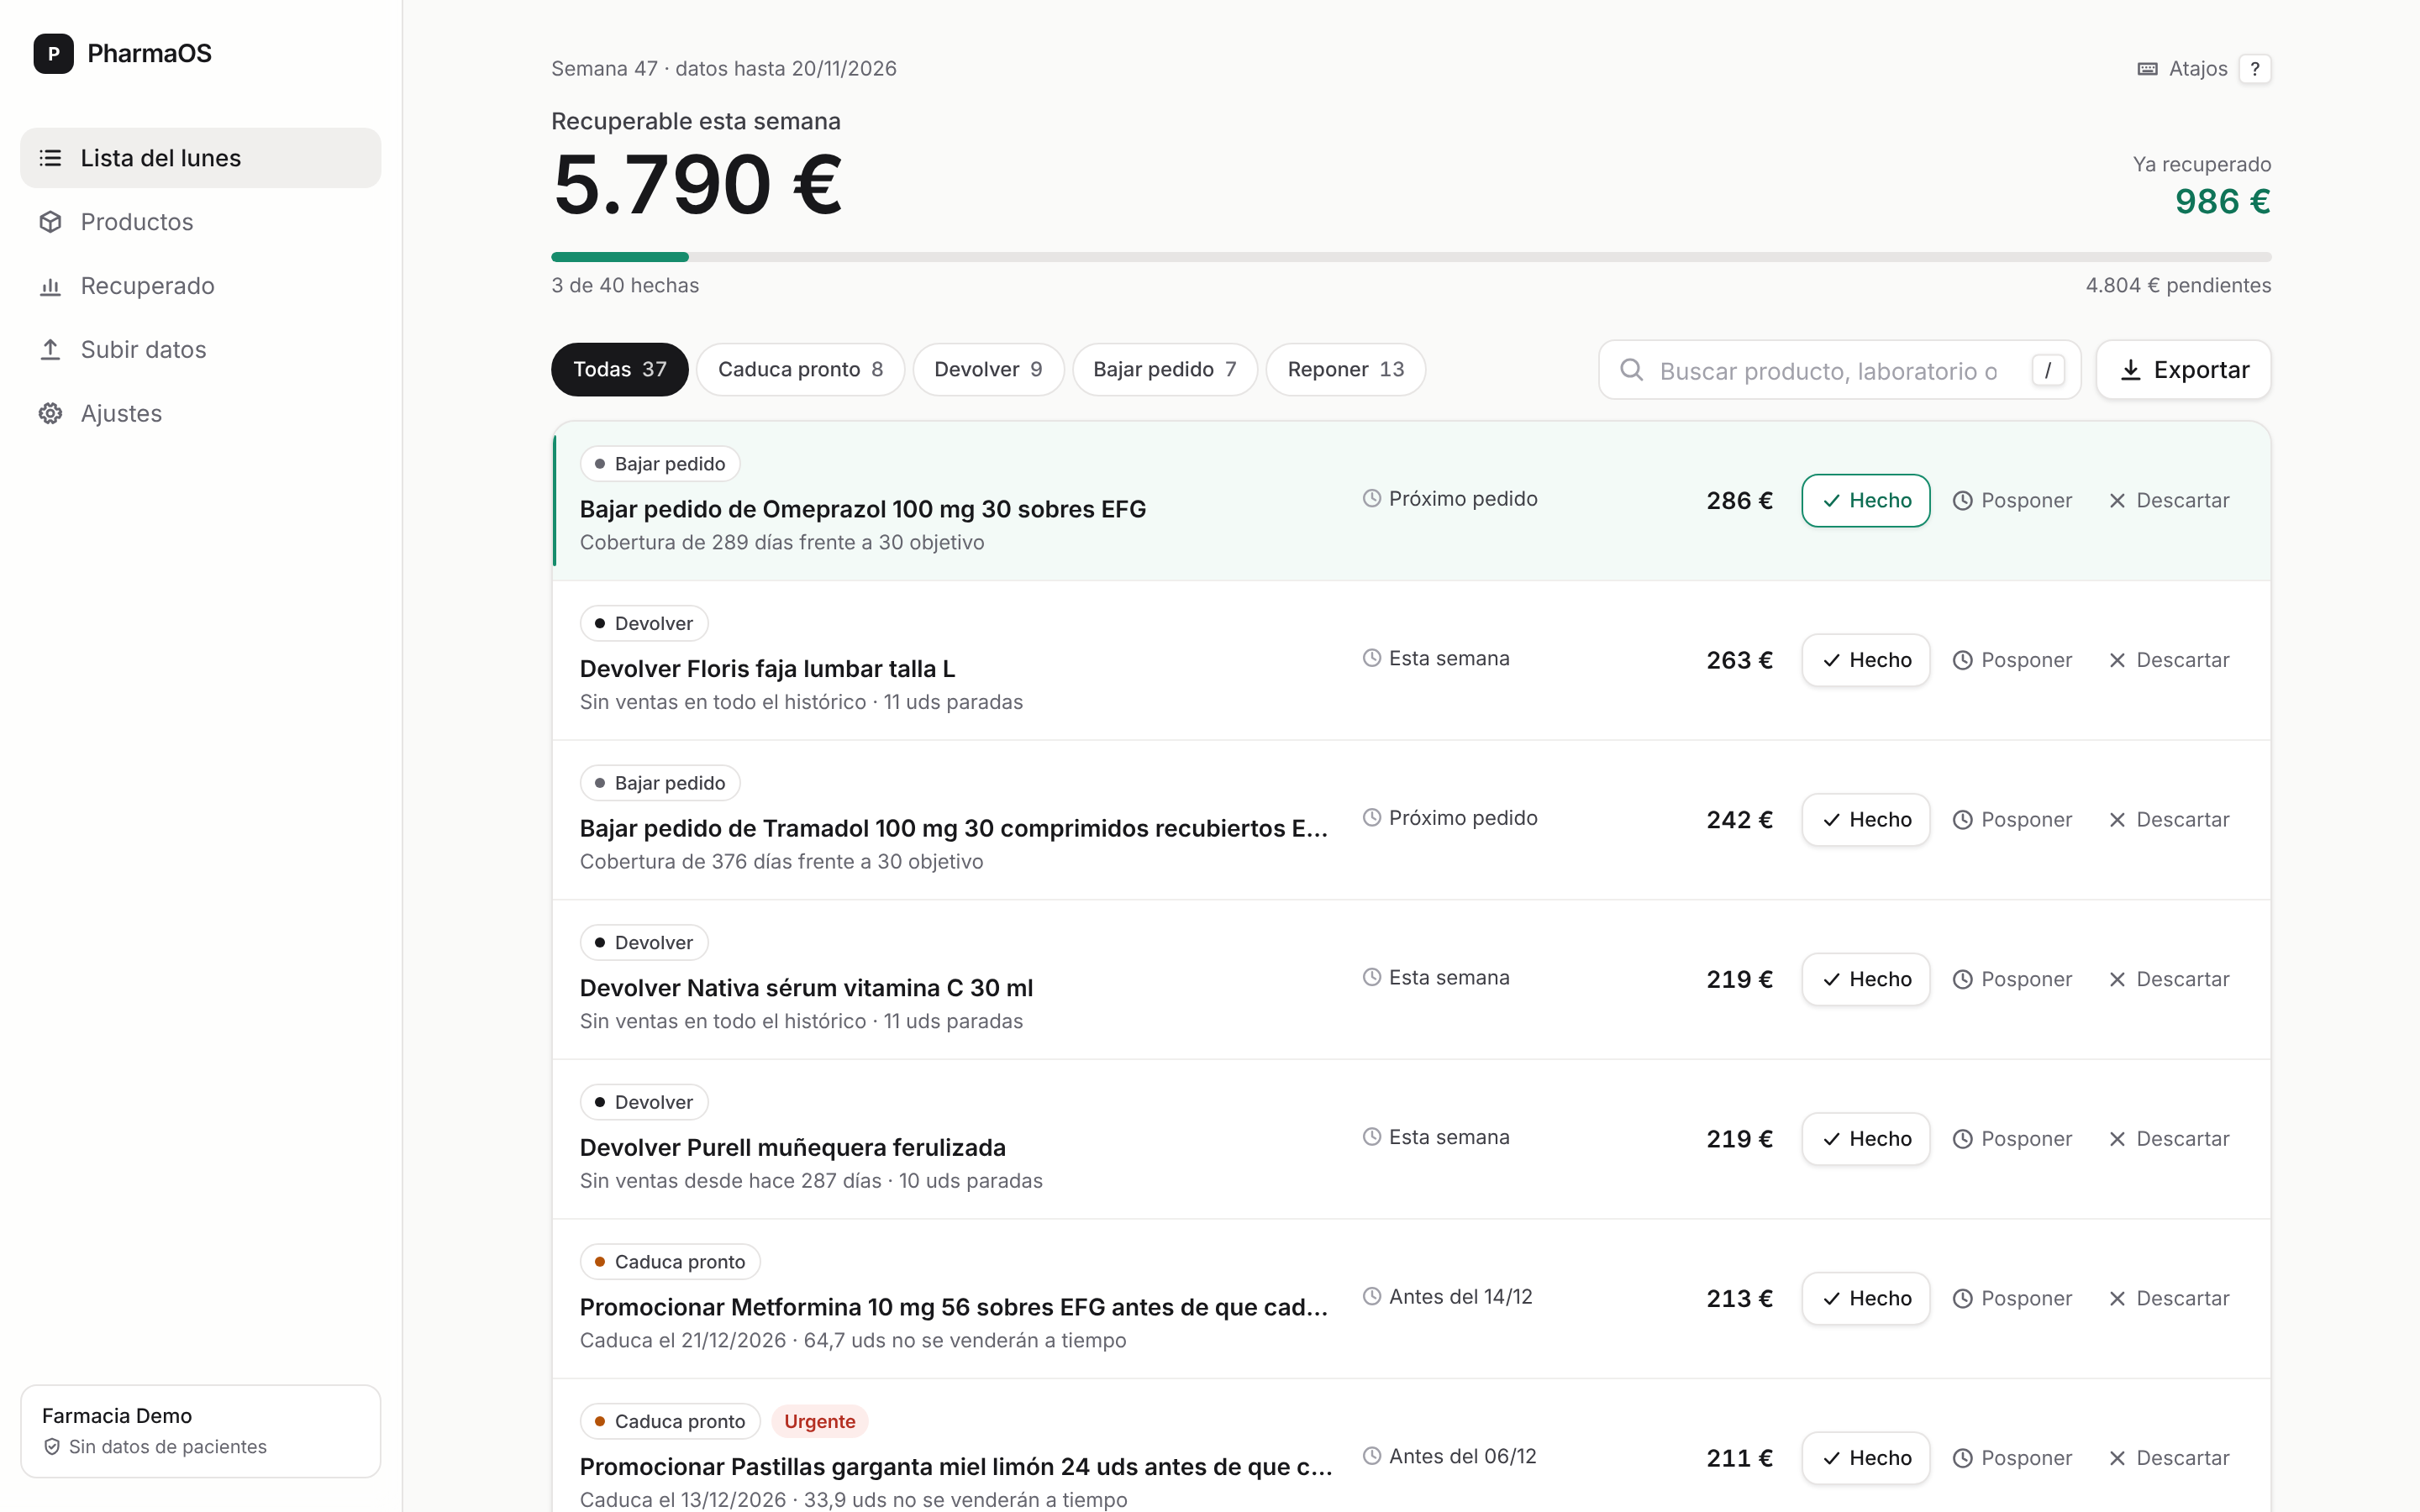 P PharmaOS
Lista del lunes
Productos
Recuperado
Subir datos
Ajustes
Farmacia Demo
Sin datos de pacientes
Semana 47 · datos hasta 20/11/2026
Atajos ?
Recuperable esta semana
5.790 €
Ya recuperado
986 €
3 de 40 hechas
4.804 € pendientes
Todas 37 Caduca pronto 8 Devolver 9 Bajar pedido 7 Reponer 13
Buscar producto, laboratorio o /
Exportar
Bajar pedido
Bajar pedido de Omeprazol 100 mg 30 sobres EFG
Cobertura de 289 días frente a 30 objetivo
Próximo pedido
286 € Hecho Posponer Descartar
Devolver
Devolver Floris faja lumbar talla L
Sin ventas en todo el histórico · 11 uds paradas
Esta semana
263 € Hecho Posponer Descartar
Bajar pedido
Bajar pedido de Tramadol 100 mg 30 comprimidos recubiertos E...
Cobertura de 376 días frente a 30 objetivo
Próximo pedido
242 € Hecho Posponer Descartar
Devolver
Devolver Nativa sérum vitamina C 30 ml
Sin ventas en todo el histórico · 11 uds paradas
Esta semana
219 € Hecho Posponer Descartar
Devolver
Devolver Purell muñequera ferulizada
Sin ventas desde hace 287 días · 10 uds paradas
Esta semana
219 € Hecho Posponer Descartar
Caduca pronto
Promocionar Metformina 10 mg 56 sobres EFG antes de que cad...
Caduca el 21/12/2026 · 64,7 uds no se venderán a tiempo
Antes del 14/12
213 € Hecho Posponer Descartar
Caduca pronto Urgente
Promocionar Pastillas garganta miel limón 24 uds antes de que c...
Caduca el 13/12/2026 · 33,9 uds no se venderán a tiempo
Antes del 06/12
211 € Hecho Posponer Descartar